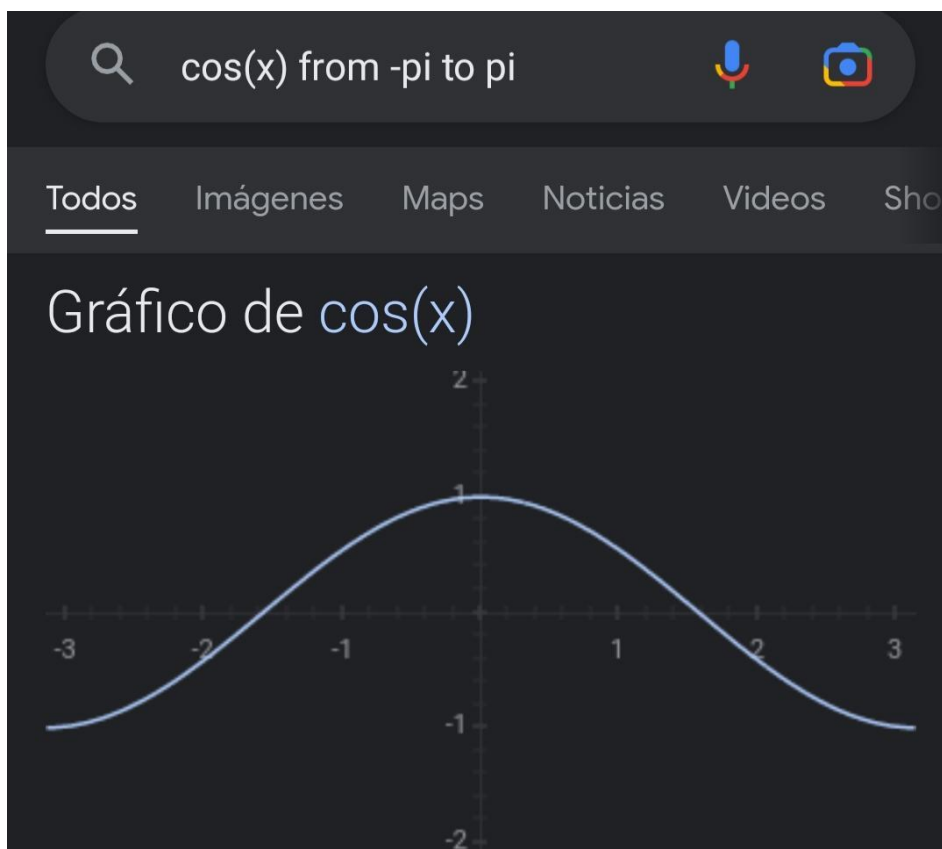 cos(x) from -pi to pi
Todos Imágenes Maps Noticias Videos Sho
Gráfico de cos(x)
2
1
-3 -2 -1 1 2 3
-1
-2